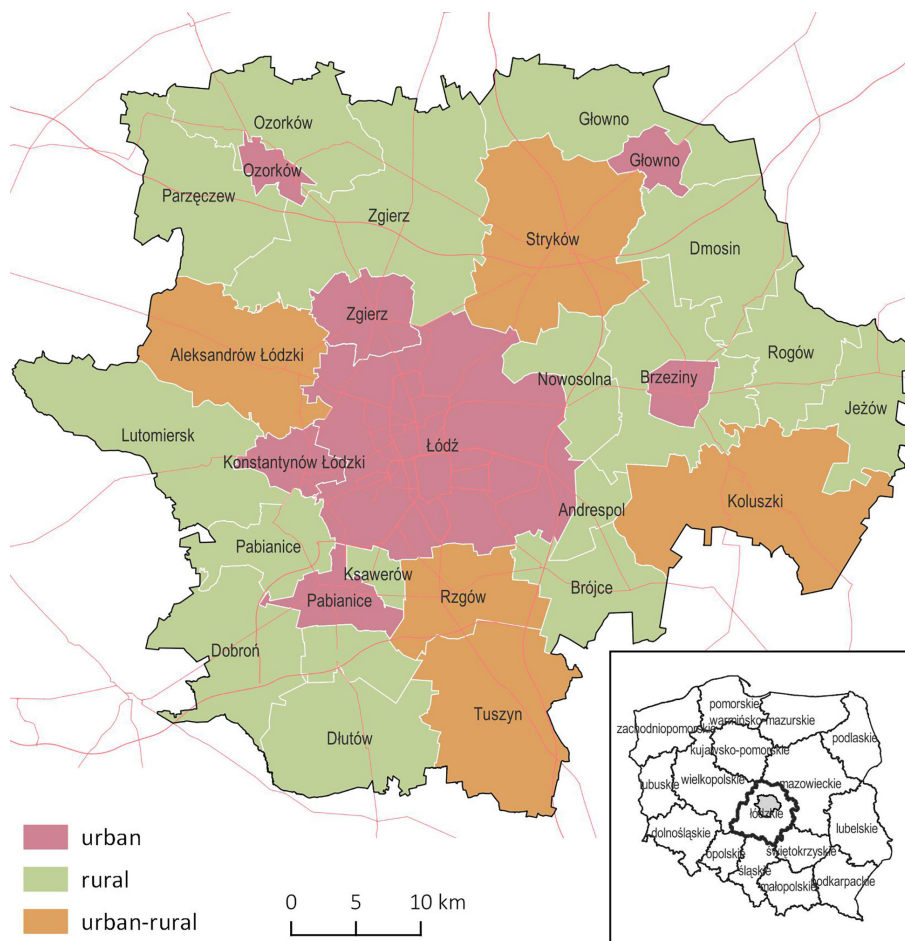 Głowno
Ozorków
Głowno
Ozorków
Parzęczew
Zgierz
Stryków
Dmosin
Zgierz
Aleksandrów Łódzki
Rogów
Nowosolna
Brzeziny
Jeżów
Lutomiersk
Łódź
Konstantynów Łódzki
Koluszki
Andrespol
Pabianice
Ksawerów
Brójce
Rzgów
Pabianice
Dobroń
Tuszyn
Dłutów
pomorskie
warmińsko-mazurskie
zachodniopomorskie
podlaskie
kujawsko-pomorskie
wielkopolskie
mazowieckie
lubuskie
łódzkie
lubelskie
dolnośląskie
świętokrzyskie
opolskie
śląskie
podkarpackie
małopolskie
urban
rural
urban-rural
0 5 10 km